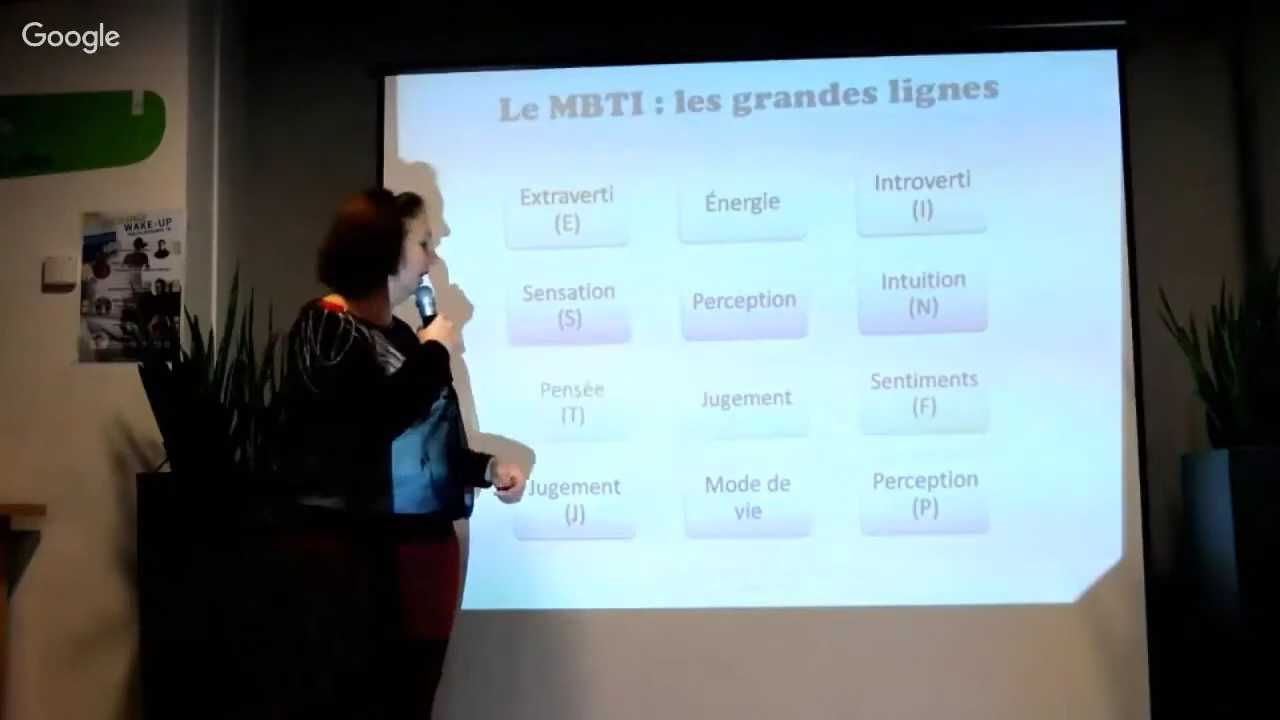 Google
Le MBTI : les grandes lignes
Extraverti
(E)
Énergie
Introverti
(I)
Sensation
(S)
Perception
Intuition
(N)
Pensée
(T)
Jugement
Sentiments
(F)
Jugement
(J)
Mode de
vie
Perception
(P)
WAKE-UP